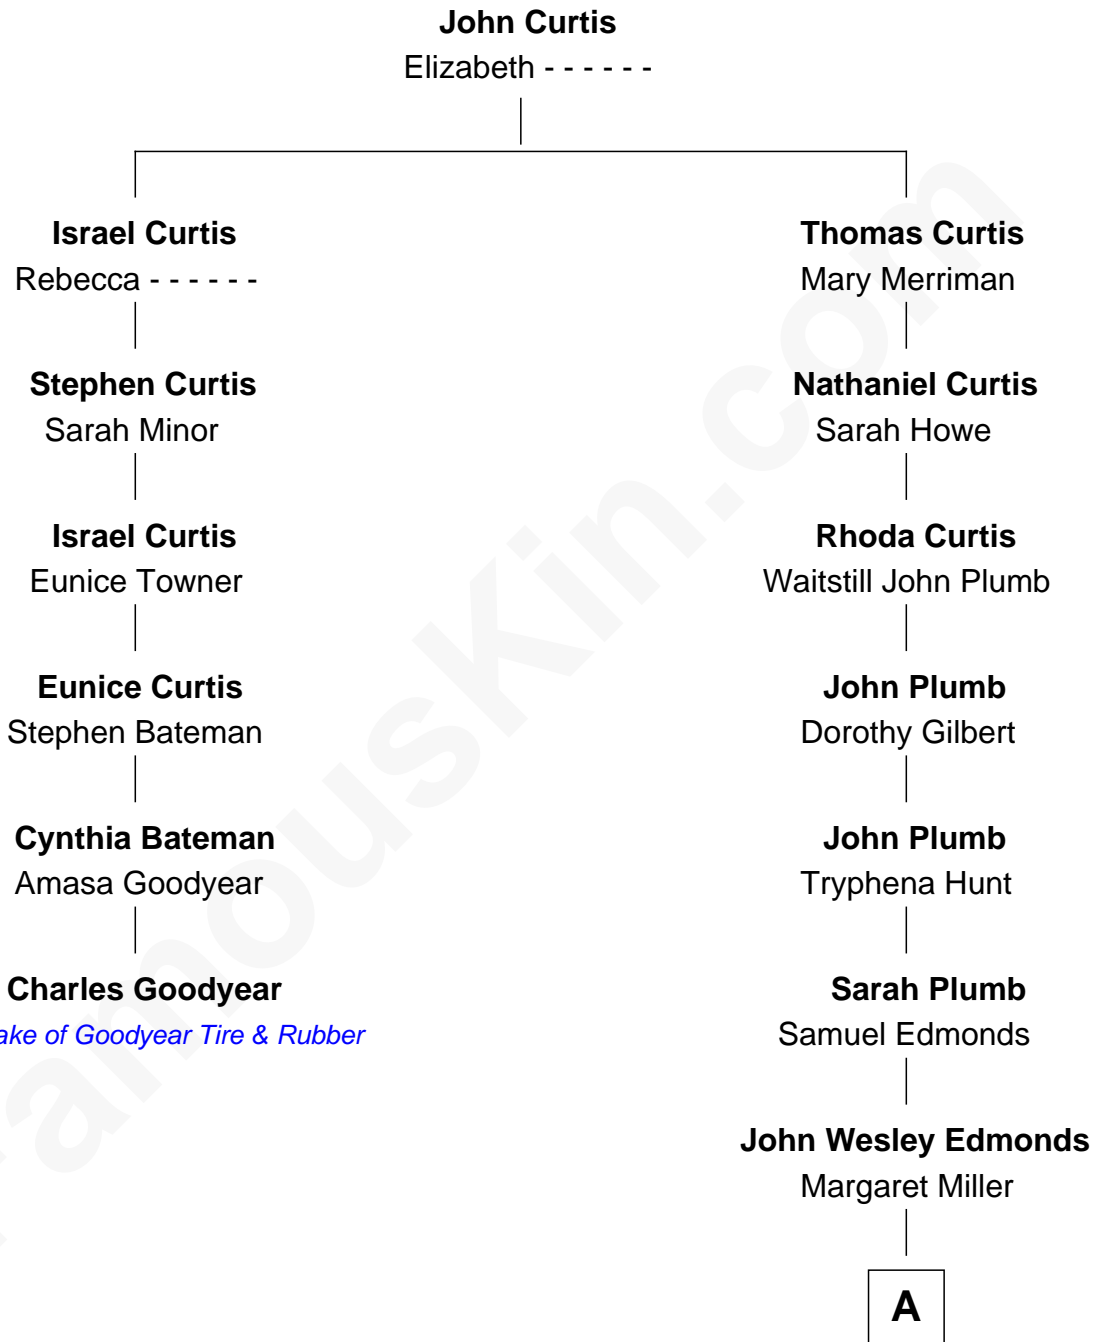 John Curtis
Elizabeth - - - - - -
Israel Curtis
Rebecca - - - - - -
Thomas Curtis
Mary Merriman
Stephen Curtis
Sarah Minor
Nathaniel Curtis
Sarah Howe
Israel Curtis
Eunice Towner
Rhoda Curtis
Waitstill John Plumb
Eunice Curtis
Stephen Bateman
John Plumb
Dorothy Gilbert
Cynthia Bateman
Amasa Goodyear
John Plumb
Tryphena Hunt
Charles Goodyear
ake of Goodyear Tire & Rubber
Sarah Plumb
Samuel Edmonds
John Wesley Edmonds
Margaret Miller
A
FamousKin.com